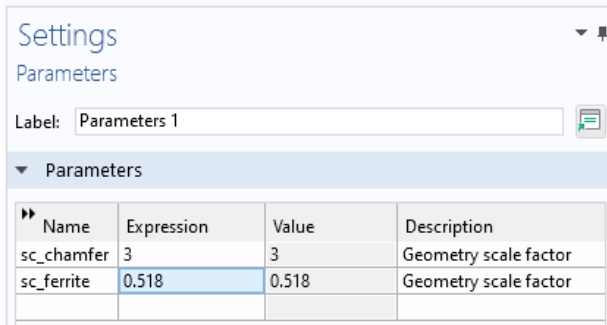 Settings
Parameters
Label: Parameters 1
Parameters
Name Expression Value Description
sc_chamfer 3 3 Geometry scale factor
sc_ferrite 0.518 0.518 Geometry scale factor